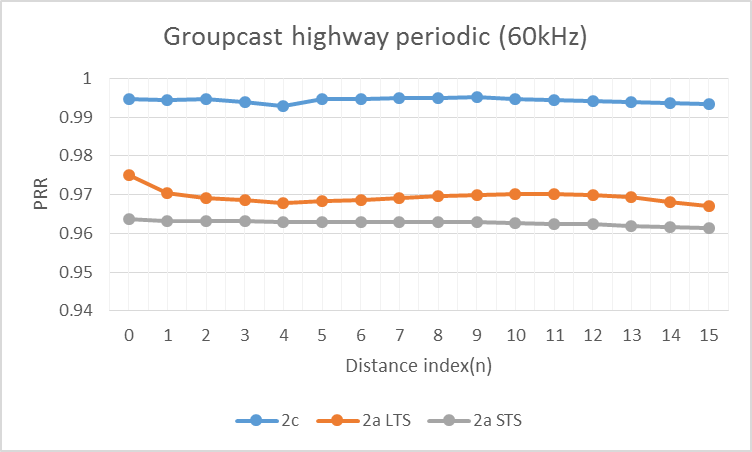 Groupcast highway periodic (60kHz)
1
0.99
0.98
0.97
0.96
0.95
0.94
PRR
0 1 2 3 4 5 6 7 8 9 10 11 12 13 14 15
Distance index(n)
2c 2a LTS 2a STS